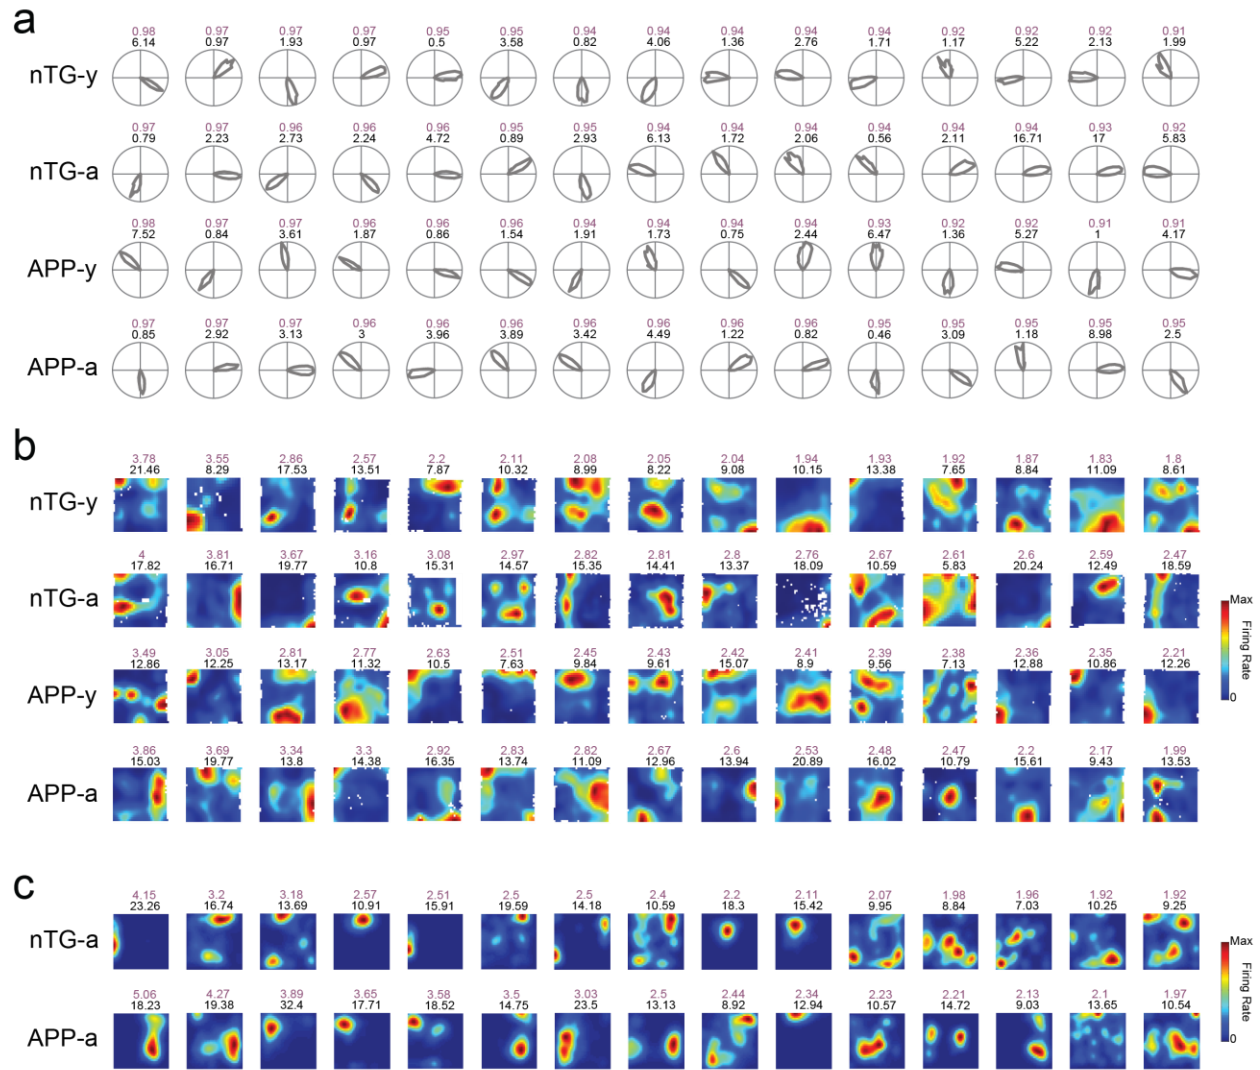 a
0.98 0.97 0.97 0.97 0.95 0.95 0.94 0.94 0.94 0.94 0.94 0.92 0.92 0.92 0.91
6.14 0.97 1.93 0.97 0.5 3.58 0.82 4.06 1.36 2.76 1.71 1.17 5.22 2.13 1.99
nTG-y
0.97 0.97 0.96 0.96 0.96 0.95 0.95 0.94 0.94 0.94 0.94 0.94 0.94 0.93 0.92
0.79 2.23 2.73 2.24 4.72 0.89 2.93 6.13 1.72 2.06 0.56 2.11 16.71 17 5.83
nTG-a
0.98 0.97 0.97 0.96 0.96 0.96 0.94 0.94 0.94 0.94 0.93 0.92 0.92 0.91 0.91
7.52 0.84 3.61 1.87 0.86 1.54 1.91 1.73 0.75 2.44 6.47 1.36 5.27 1 4.17
APP-y
0.97 0.97 0.97 0.96 0.96 0.96 0.96 0.96 0.96 0.96 0.95 0.95 0.95 0.95 0.95
0.85 2.92 3.13 3 3.96 3.89 3.42 4.49 1.22 0.82 0.46 3.09 1.18 8.98 2.5
APP-a
b
3.78 3.55 2.86 2.57 2.2 2.11 2.08 2.05 2.04 1.94 1.93 1.92 1.87 1.83 1.8
21.46 8.29 17.53 13.51 7.87 10.32 8.99 8.22 9.08 10.15 13.38 7.65 8.84 11.09 8.61
nTG-y
4 3.81 3.67 3.16 3.08 2.97 2.82 2.81 2.8 2.76 2.67 2.61 2.6 2.59 2.47
17.82 16.71 19.77 10.8 15.31 14.57 15.35 14.41 13.37 18.09 10.59 5.83 20.24 12.49 18.59
nTG-a
3.49 3.05 2.81 2.77 2.63 2.51 2.45 2.43 2.42 2.41 2.39 2.38 2.36 2.35 2.21
12.86 12.25 13.17 11.32 10.5 7.63 9.84 9.61 15.07 8.9 9.56 7.13 12.88 10.86 12.26
APP-y
3.86 3.69 3.34 3.3 2.92 2.83 2.82 2.67 2.6 2.53 2.48 2.47 2.2 2.17 1.99
15.03 19.77 13.8 14.38 16.35 13.74 11.09 12.96 13.94 20.89 16.02 10.79 15.61 9.43 13.53
APP-a
Max
Firing Rate
0
c
4.15 3.2 3.18 2.57 2.51 2.5 2.5 2.4 2.2 2.11 2.07 1.98 1.96 1.92 1.92
23.26 16.74 13.69 10.91 15.91 19.59 14.18 10.59 18.3 15.42 9.95 8.84 7.03 10.25 9.25
nTG-a
5.06 4.27 3.89 3.65 3.58 3.5 3.03 2.5 2.44 2.34 2.23 2.21 2.13 2.1 1.97
18.23 19.38 32.4 17.71 18.52 14.75 23.5 13.13 8.92 12.94 10.57 14.72 9.03 13.65 10.54
APP-a
Max
Firing Rate
0